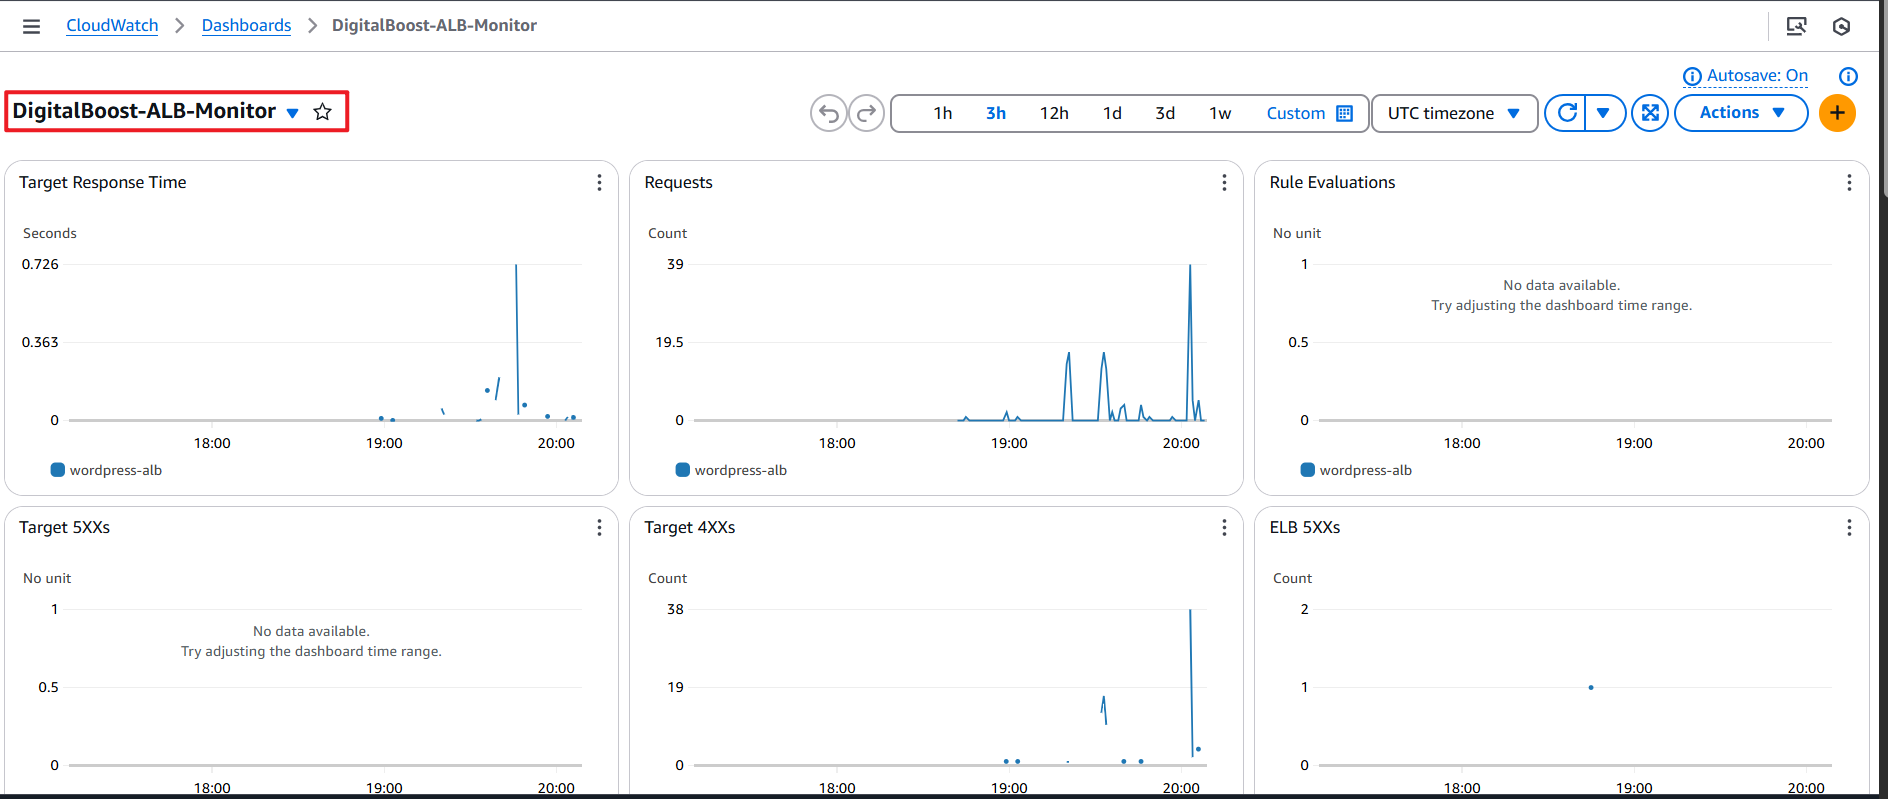 CloudWatch > Dashboards > DigitalBoost-ALB-Monitor
Autosave: On
DigitalBoost-ALB-Monitor
1h 3h 12h 1d 3d 1w Custom UTC timezone Actions
Target Response Time
Seconds
0.726
0.363
0
18:00 19:00 20:00
wordpress-alb
Requests
Count
39
19.5
0
18:00 19:00 20:00
wordpress-alb
Rule Evaluations
No unit
1
No data available.
Try adjusting the dashboard time range.
0.5
0
18:00 19:00 20:00
wordpress-alb
Target 5XXs
No unit
1
No data available.
Try adjusting the dashboard time range.
0.5
0
18:00 19:00 20:00
Target 4XXs
Count
38
19
0
18:00 19:00 20:00
ELB 5XXs
Count
2
1
0
18:00 19:00 20:00